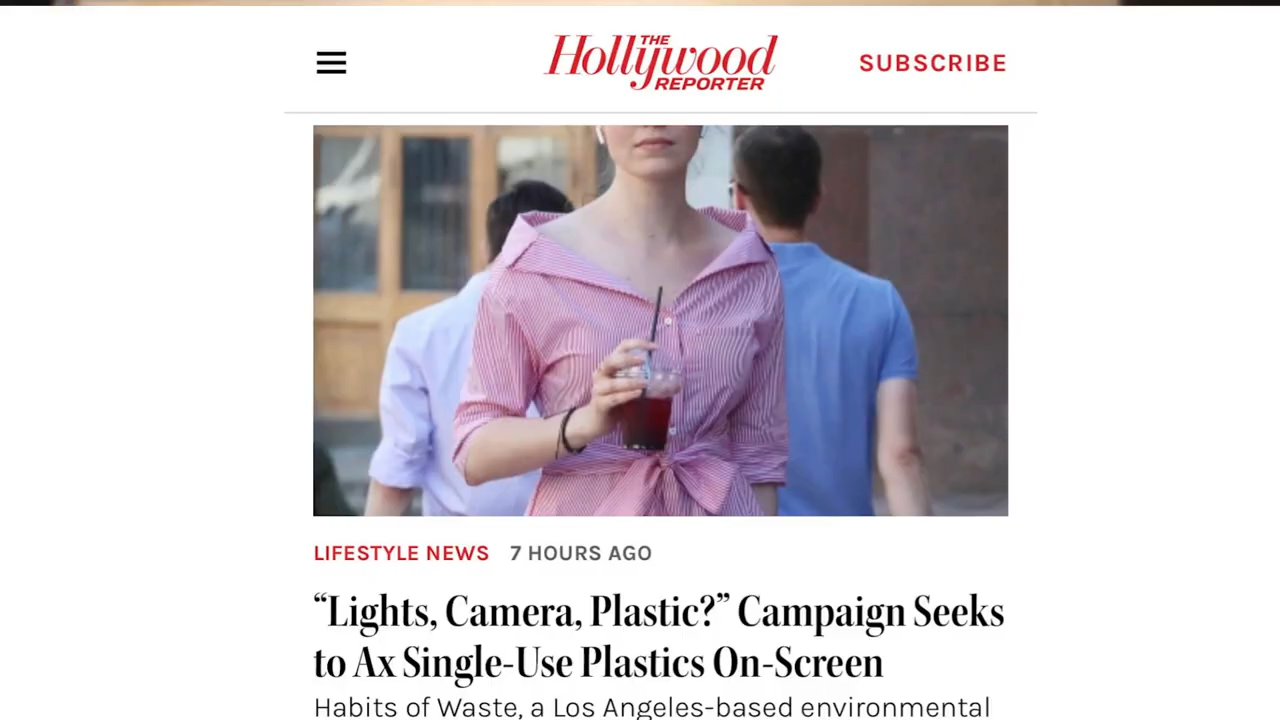 THE
Hollywood
REPORTER
SUBSCRIBE
LIFESTYLE NEWS 7 HOURS AGO
“Lights, Camera, Plastic?” Campaign Seeks
to Ax Single-Use Plastics On-Screen
Habits of Waste, a Los Angeles-based environmental